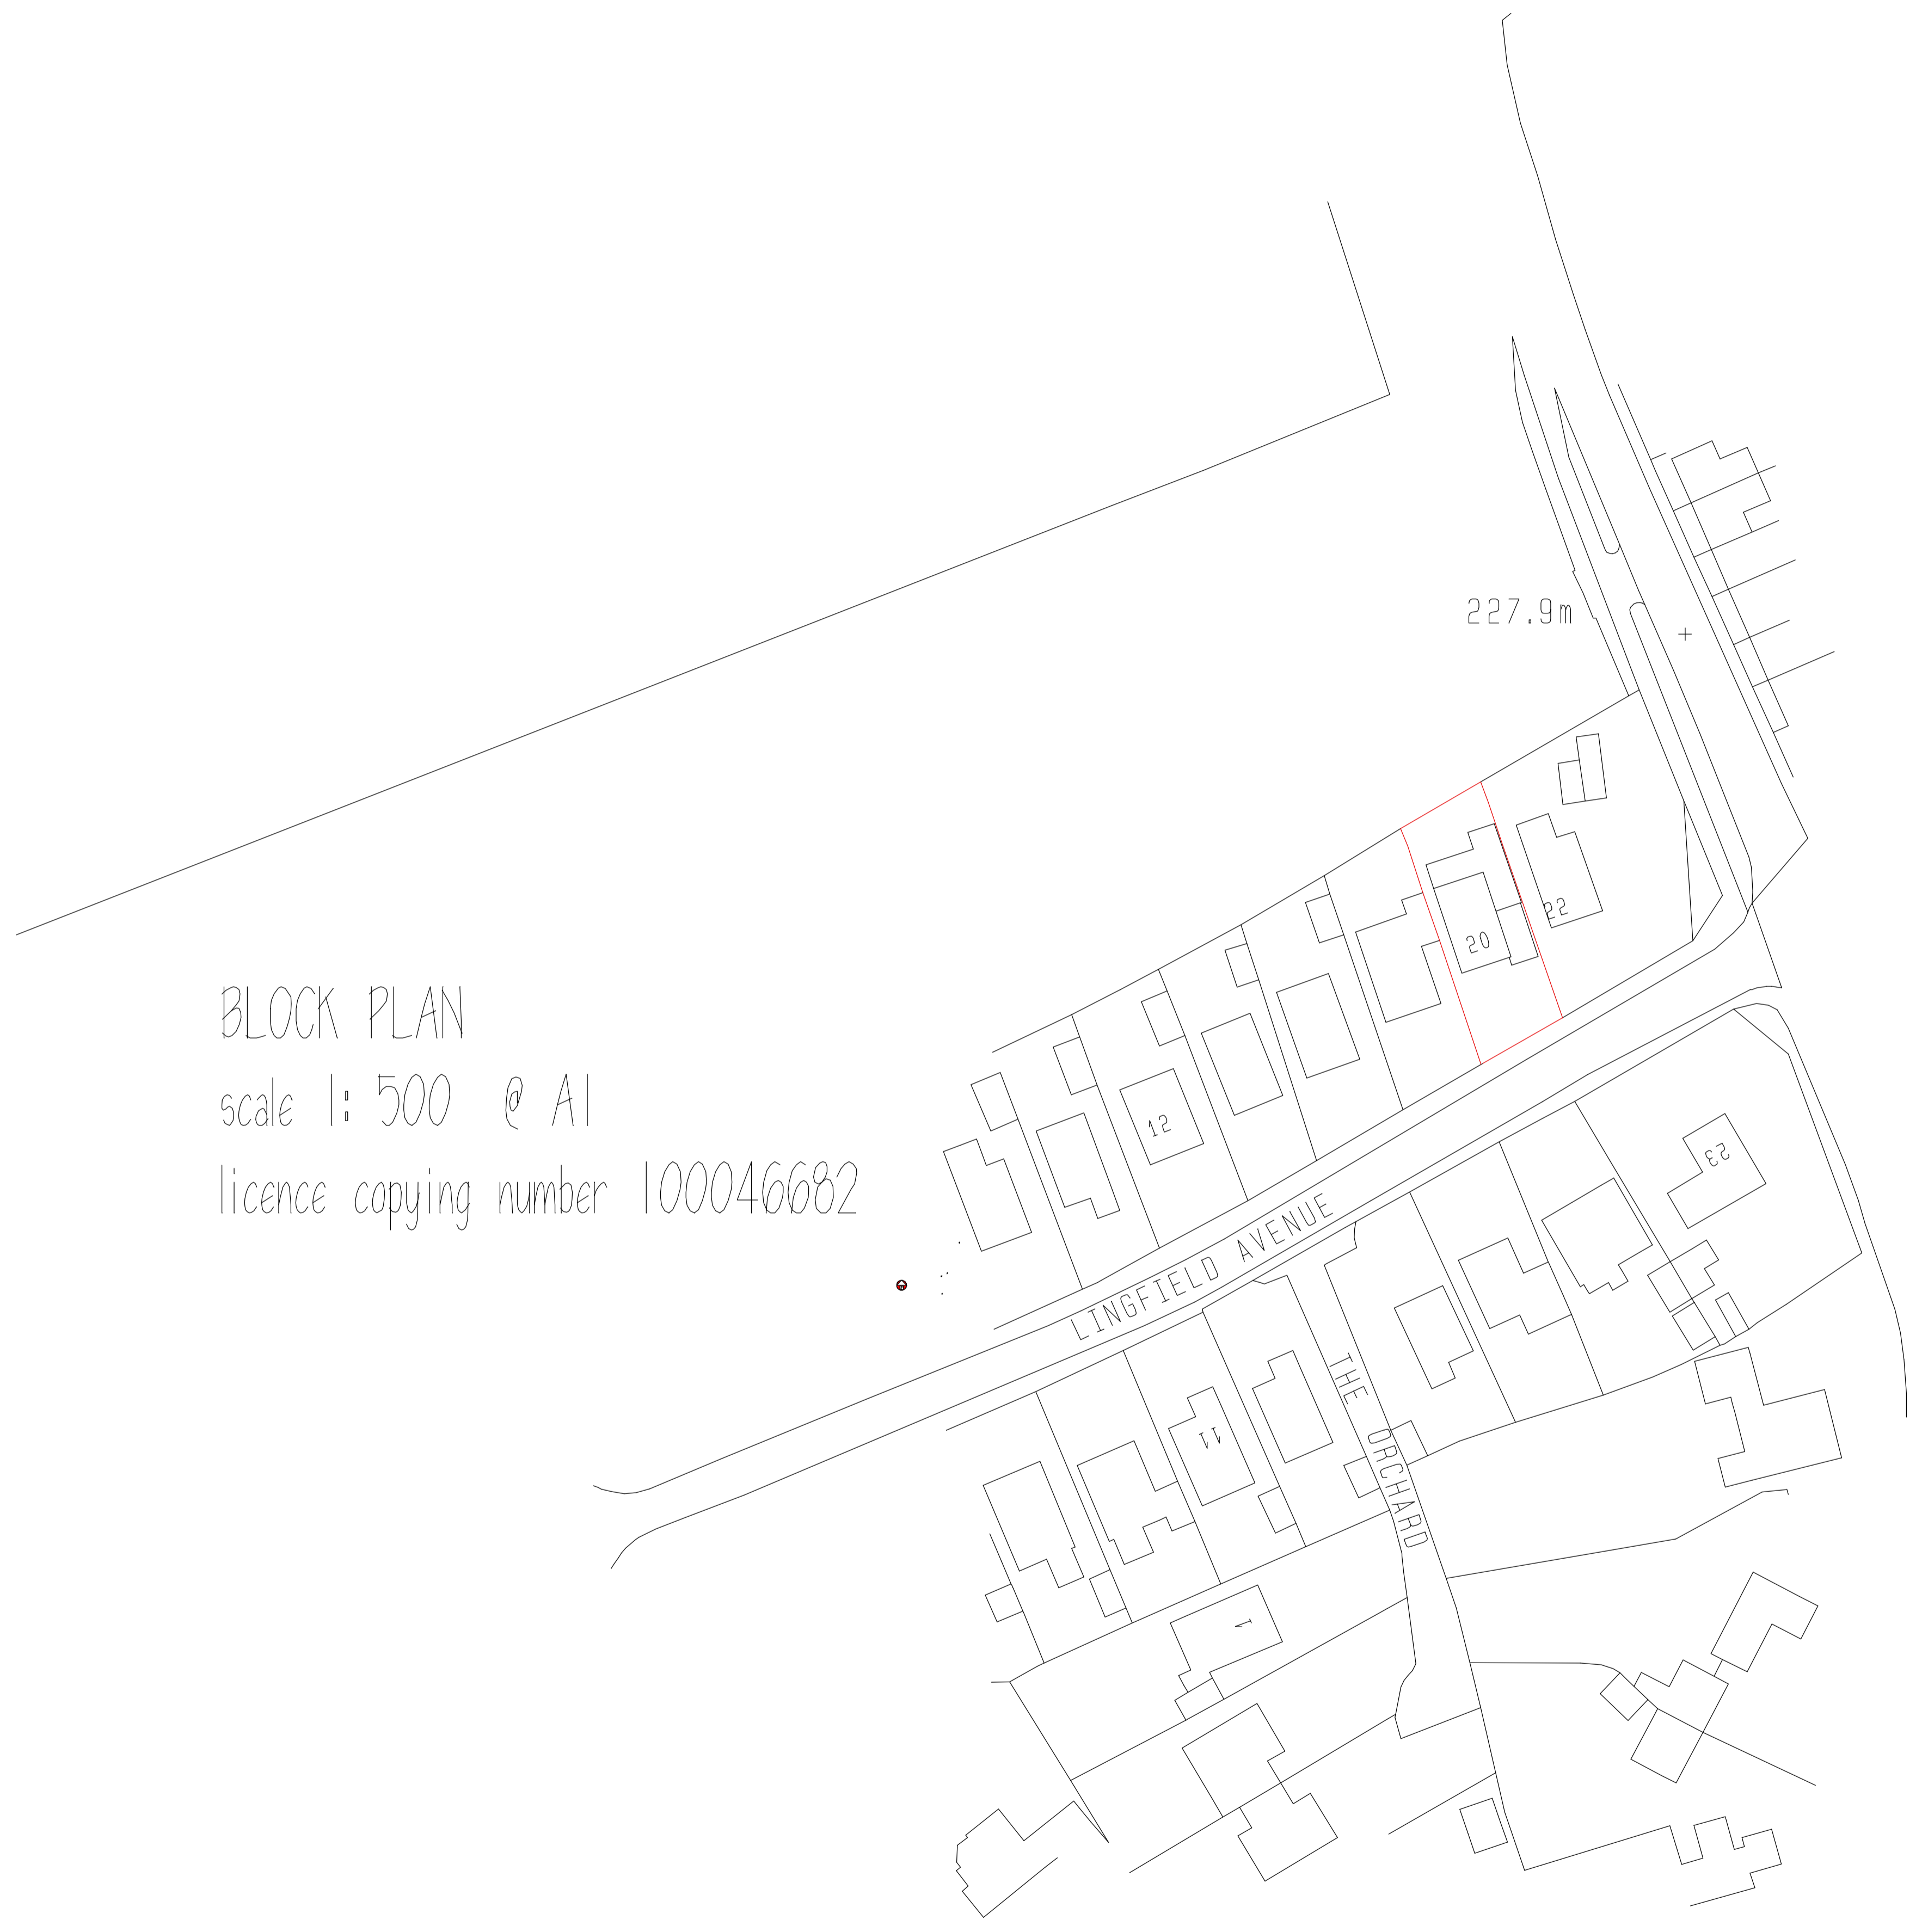 227.9m
22
20
BLOCK PLAN
scale 1: 500 @ A1
licence copying number 100046682
12
33
LINGFIELD AVENUE
THE ORCHARD
11
1